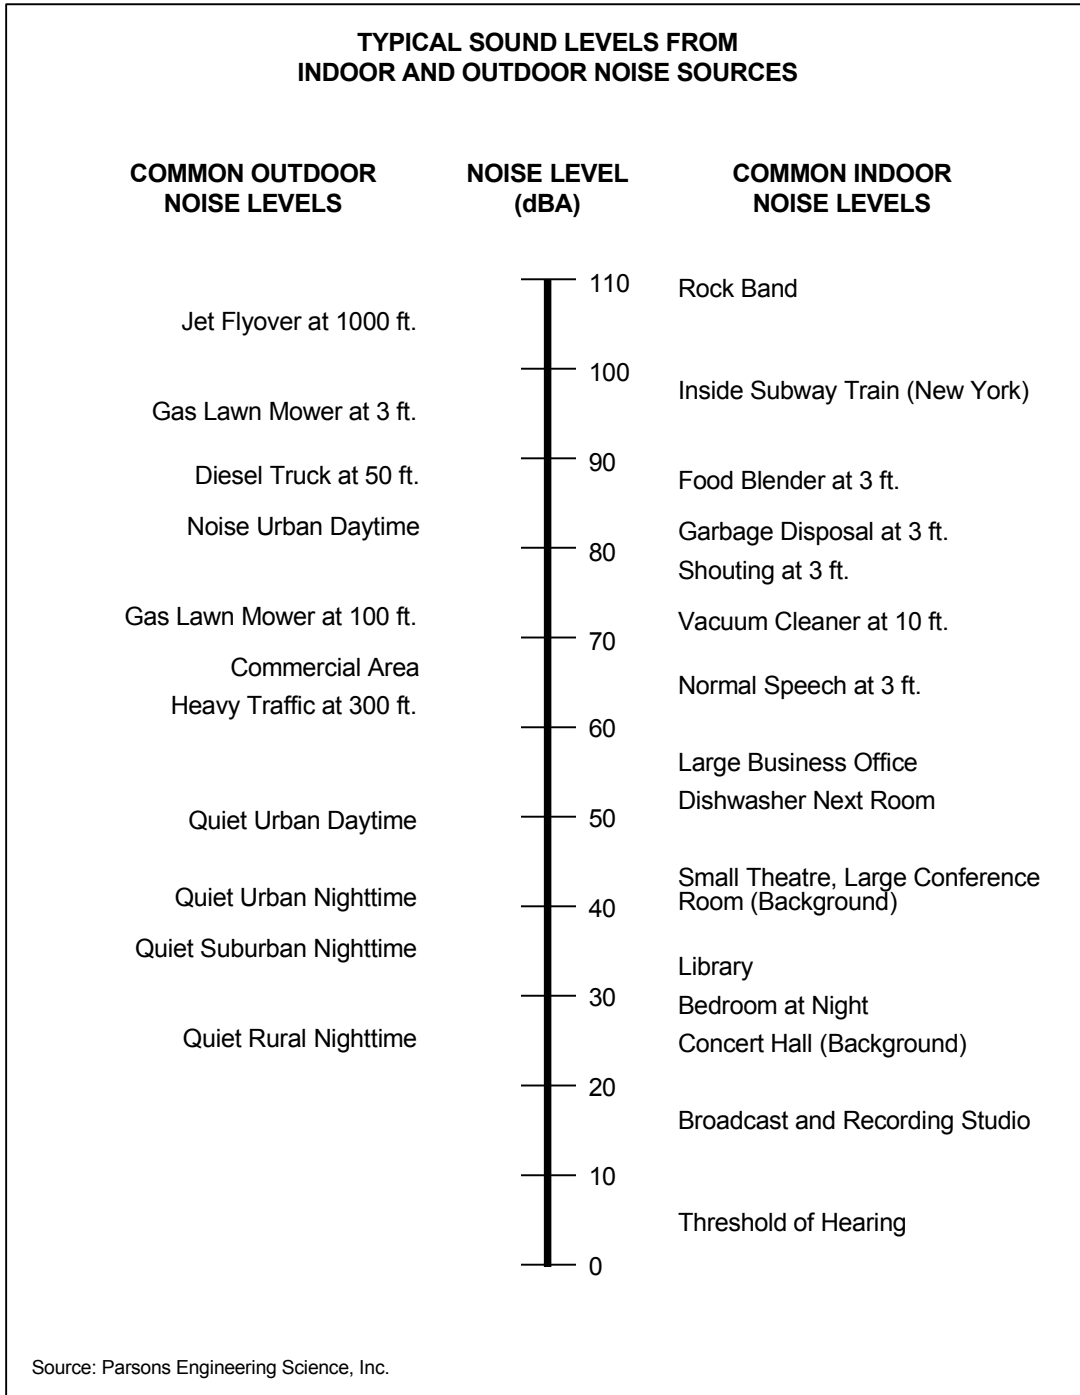 TYPICAL SOUND LEVELS FROM
INDOOR AND OUTDOOR NOISE SOURCES
COMMON OUTDOOR
NOISE LEVELS
NOISE LEVEL
(dBA)
COMMON INDOOR
NOISE LEVELS
110
Rock Band
Jet Flyover at 1000 ft.
100
Inside Subway Train (New York)
Gas Lawn Mower at 3 ft.
90
Diesel Truck at 50 ft.
Food Blender at 3 ft.
Noise Urban Daytime
Garbage Disposal at 3 ft.
80
Shouting at 3 ft.
Gas Lawn Mower at 100 ft.
Vacuum Cleaner at 10 ft.
70
Commercial Area
Normal Speech at 3 ft.
Heavy Traffic at 300 ft.
60
Large Business Office
Dishwasher Next Room
50
Quiet Urban Daytime
Small Theatre, Large Conference
Room (Background)
Quiet Urban Nighttime
40
Quiet Suburban Nighttime
Library
30
Bedroom at Night
Quiet Rural Nighttime
Concert Hall (Background)
20
Broadcast and Recording Studio
10
Threshold of Hearing
0
Source: Parsons Engineering Science, Inc.